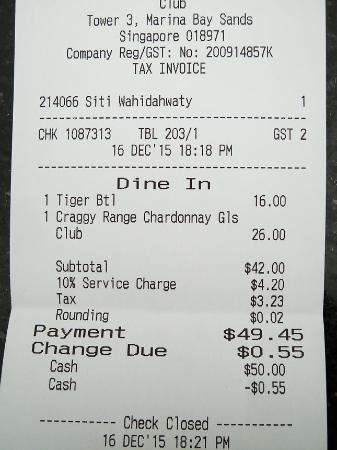 Club
Tower 3, Marina Bay Sands
Singapore 018971
Company Reg/GST: No: 200914857K
TAX INVOICE
214066 Siti Wahidahwaty 1
CHK 1087313 TBL 203/1 GST 2
16 DEC'15 18:18 PM
Dine In
1 Tiger Btl 16.00
1 Craggy Range Chardonnay Gls
Club 26.00
Subtotal $42.00
10% Service Charge $4.20
Tax $3.23
Rounding $0.02
Payment $49.45
Change Due $0.55
Cash $50.00
Cash -$0.55
----------- Check Closed -----------
16 DEC'15 18:21 PM